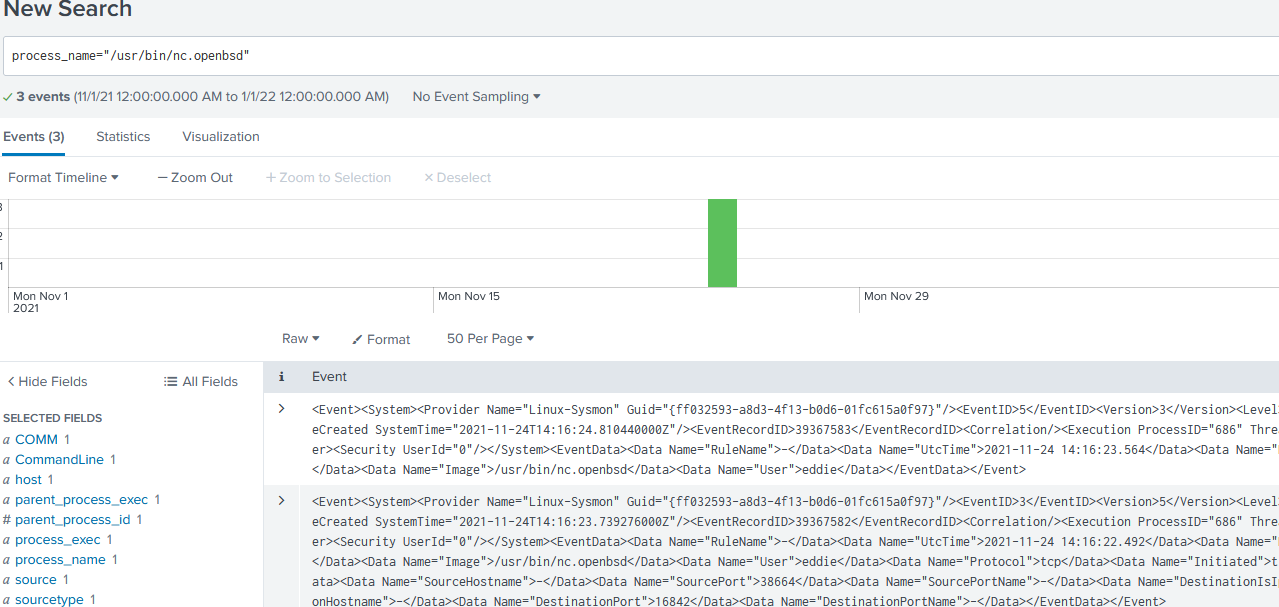 New Search
process_name="/usr/bin/nc.openbsd"
✓ 3 events (11/1/21 12:00:00.000 AM to 1/1/22 12:00:00.000 AM) No Event Sampling ▾
Events (3) Statistics Visualization
Format Timeline ▾ — Zoom Out + Zoom to Selection × Deselect
3
2
1
Mon Nov 1 Mon Nov 15 Mon Nov 29
2021
Raw ▾ Format 50 Per Page ▾
< Hide Fields All Fields i Event
SELECTED FIELDS
a COMM 1
a CommandLine 1
a host 1
a parent_process_exec 1
# parent_process_id 1
a process_exec 1
a process_name 1
a source 1
a sourcetype 1
> <Event><System><Provider Name="Linux-Sysmon" Guid="{ff032593-a8d3-4f13-b0d6-01fc615a0f97}"/><EventID>5</EventID><Version>3</Version><Level
eCreated SystemTime="2021-11-24T14:16:24.810440000Z"/><EventRecordID>39367583</EventRecordID><Correlation/><Execution ProcessID="686" Thre
er><Security UserId="0"/></System><EventData><Data Name="RuleName">-</Data><Data Name="UtcTime">2021-11-24 14:16:23.564</Data><Data Name="
</Data><Data Name="Image">/usr/bin/nc.openbsd</Data><Data Name="User">eddie</Data></EventData></Event>
> <Event><System><Provider Name="Linux-Sysmon" Guid="{ff032593-a8d3-4f13-b0d6-01fc615a0f97}"/><EventID>3</EventID><Version>5</Version><Level
eCreated SystemTime="2021-11-24T14:16:23.739276000Z"/><EventRecordID>39367582</EventRecordID><Correlation/><Execution ProcessID="686" Thre
er><Security UserId="0"/></System><EventData><Data Name="RuleName">-</Data><Data Name="UtcTime">2021-11-24 14:16:22.492</Data><Data Name="
</Data><Data Name="Image">/usr/bin/nc.openbsd</Data><Data Name="User">eddie</Data><Data Name="Protocol">tcp</Data><Data Name="Initiated">t
ata><Data Name="SourceHostname">-</Data><Data Name="SourcePort">38664</Data><Data Name="SourcePortName">-</Data><Data Name="DestinationIsIp
onHostname">-</Data><Data Name="DestinationPort">16842</Data><Data Name="DestinationPortName">-</Data></EventData></Event>